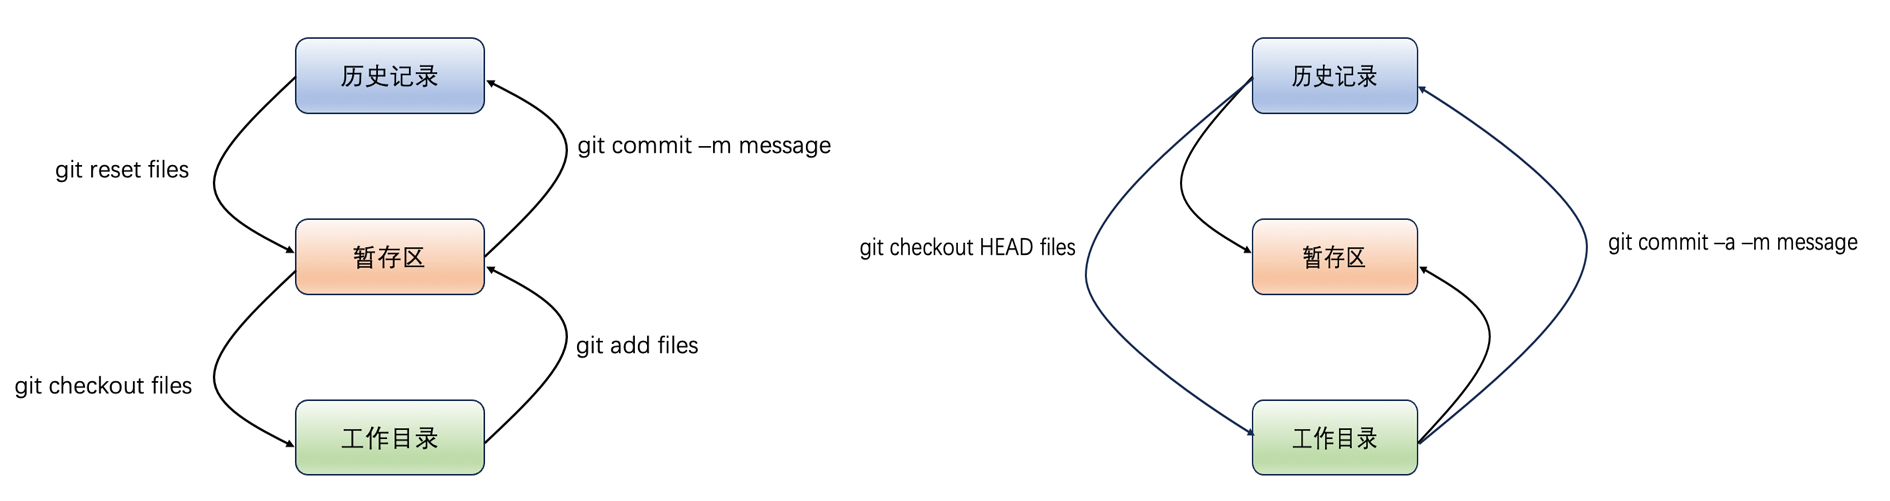 历史记录
git reset files
git commit –m message
暂存区
git checkout files
git add files
工作目录
历史记录
git checkout HEAD files
暂存区
git commit –a –m message
工作目录